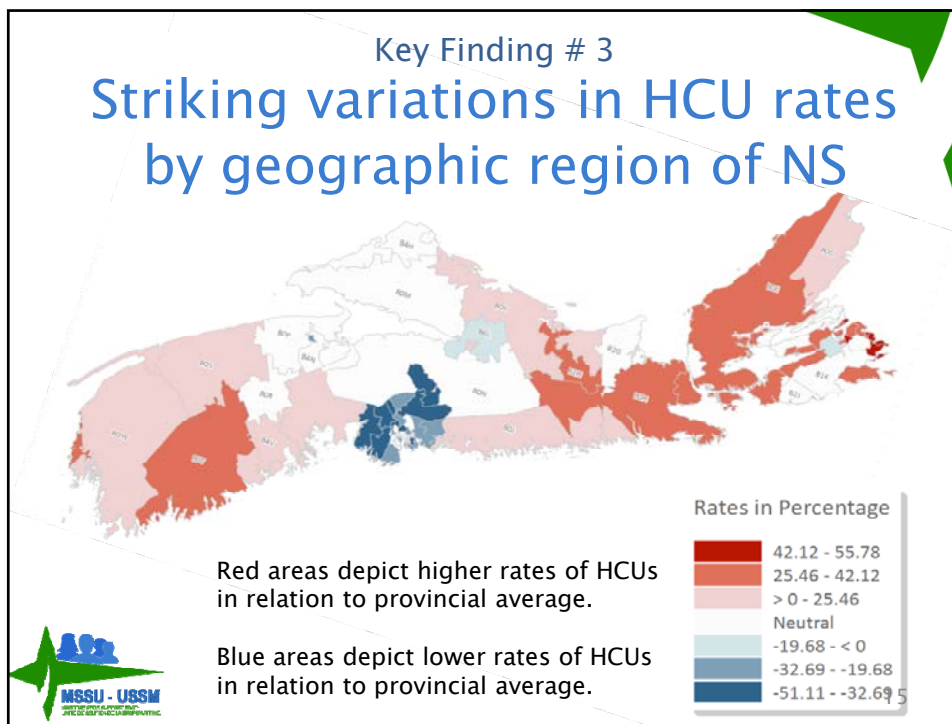 Key Finding # 3
Striking variations in HCU rates
by geographic region of NS
Rates in Percentage
42.12 - 55.78
25.46 - 42.12
> 0 - 25.46
Neutral
-19.68 - < 0
-32.69 - -19.68
-51.11 - -32.69
Red areas depict higher rates of HCUs
in relation to provincial average.
Blue areas depict lower rates of HCUs
in relation to provincial average.
MSSU - USSM
15